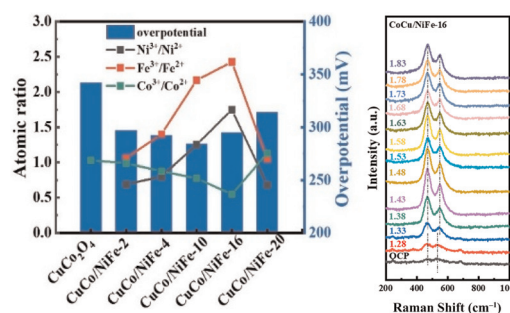 overpotential
Ni³⁺/Ni²⁺
Fe³⁺/Fe²⁺
Co³⁺/Co²⁺
Atomic ratio
3.0
2.5
2.0
1.5
1.0
0.5
0.0
400
350
300
250
200
Overpotential (mV)
CuCo₂O₄
CuCo/NiFe-2
CuCo/NiFe-4
CuCo/NiFe-10
CuCo/NiFe-16
CuCo/NiFe-20
CoCu/NiFe-16
Intensity (a.u.)
1.83
1.78
1.73
1.68
1.63
1.58
1.53
1.48
1.43
1.38
1.33
1.28
OCP
200 400 600 800 10
Raman Shift (cm⁻¹)